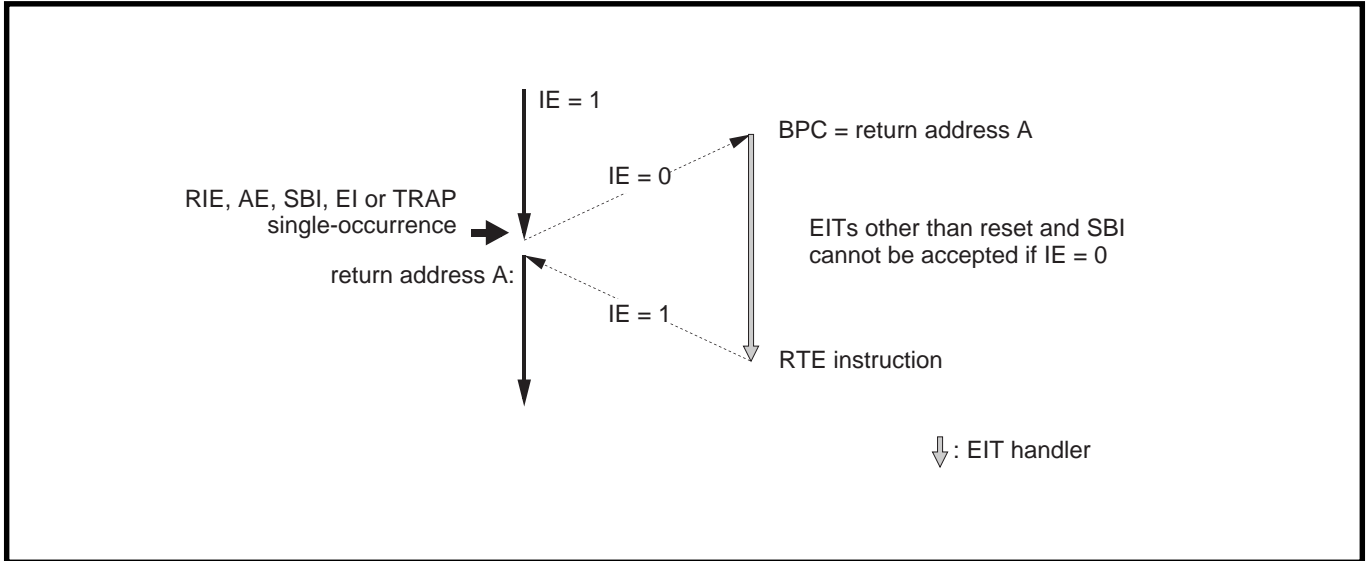 IE = 1
BPC = return address A
IE = 0
RIE, AE, SBI, EI or TRAP
single-occurrence
EITs other than reset and SBI
cannot be accepted if IE = 0
return address A:
IE = 1
RTE instruction
: EIT handler